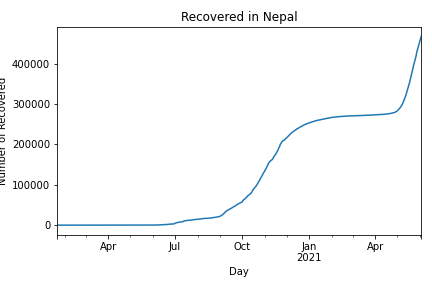 Recovered in Nepal
Number of Recovered
400000
300000
200000
100000
0
Apr
Jul
Oct
Jan
2021
Apr
Day